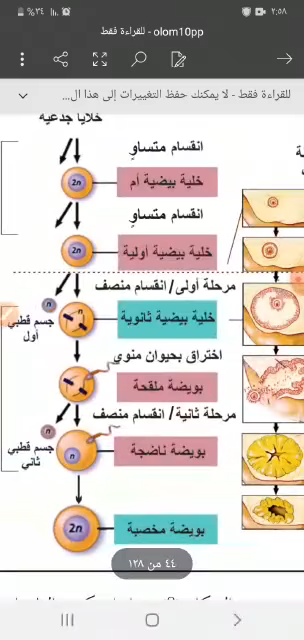 ٢:٥٨
٣٤%
olom10pp - للقراءة فقط
للقراءة فقط - لا يمكنك حفظ التغييرات إلى هذا ال...
خلايا جذعية
انقسام متساوٍ
2n
خلية بيضية أم
انقسام متساوٍ
2n
خلية بيضية أولية
مرحلة أولى/ انقسام منصف
n
n
خلية بيضية ثانوية
جسم قطبي
أول
اختراق بحيوان منوي
بويضة ملقحة
مرحلة ثانية/ انقسام منصف
n
n
جسم قطبي
ثاني
بويضة ناضجة
2n
بويضة مخصبة
٤٤ من ١٢٨